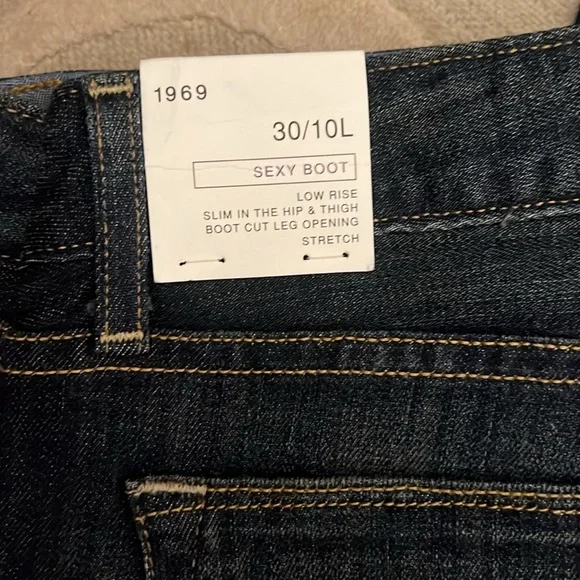 1969
30/10L
SEXY BOOT
LOW RISE
SLIM IN THE HIP & THIGH
BOOT CUT LEG OPENING
STRETCH